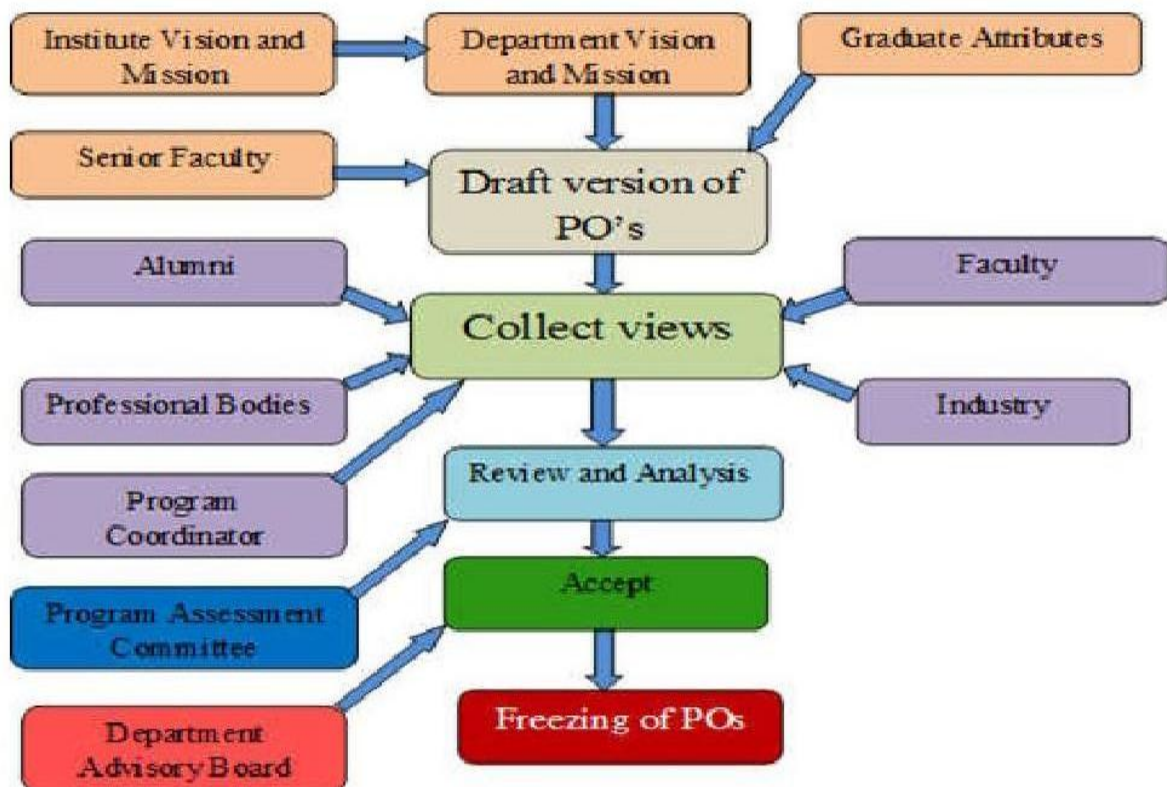 Institute Vision and
Mission
Department Vision
and Mission
Graduate Attributes
Senior Faculty
Draft version of
PO’s
Alumni
Faculty
Collect views
Professional Bodies
Industry
Review and Analysis
Program
Coordinator
Accept
Program Assessment
Committee
Freezing of POs
Department
Advisory Board